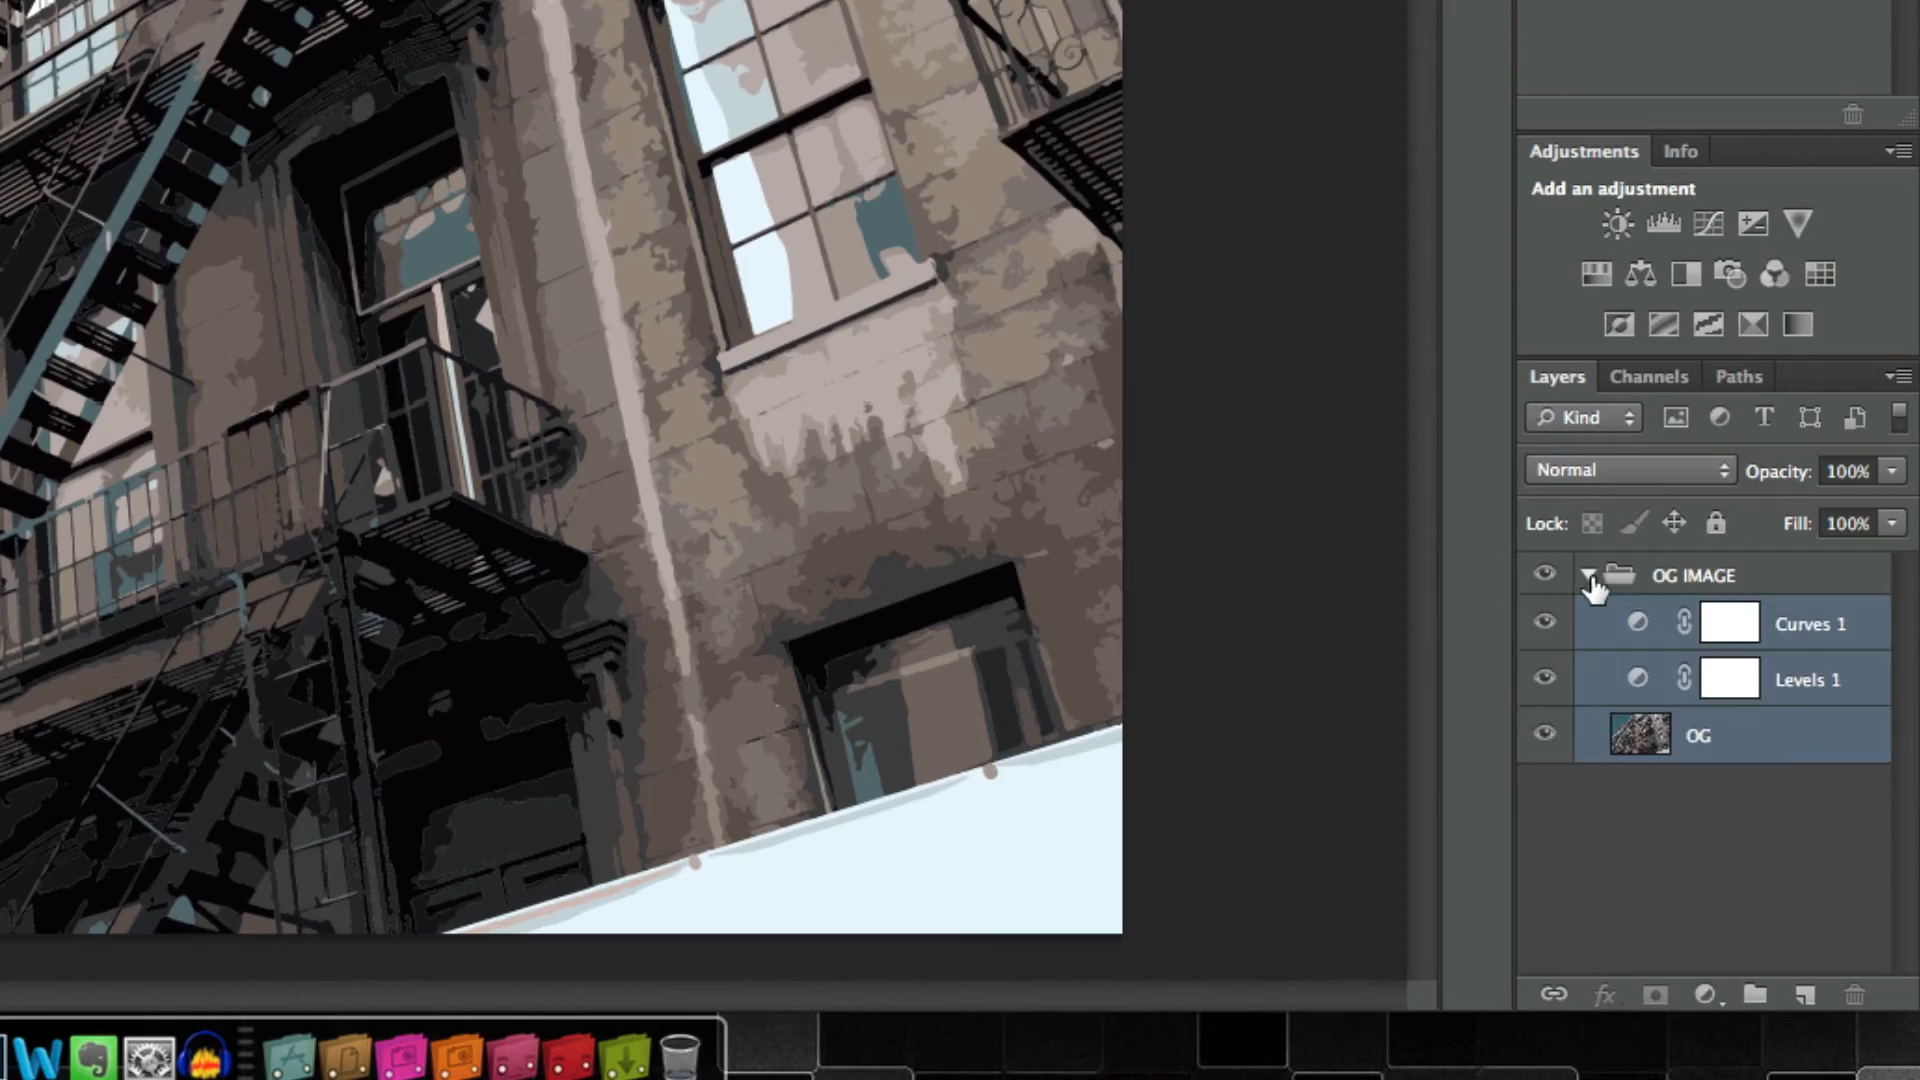 Adjustments
Info
Add an adjustment
Layers
Channels
Paths
Kind
T
Normal
Opacity: 100%
Lock:
Fill: 100%
OG IMAGE
Curves 1
Levels 1
OG
fx
W